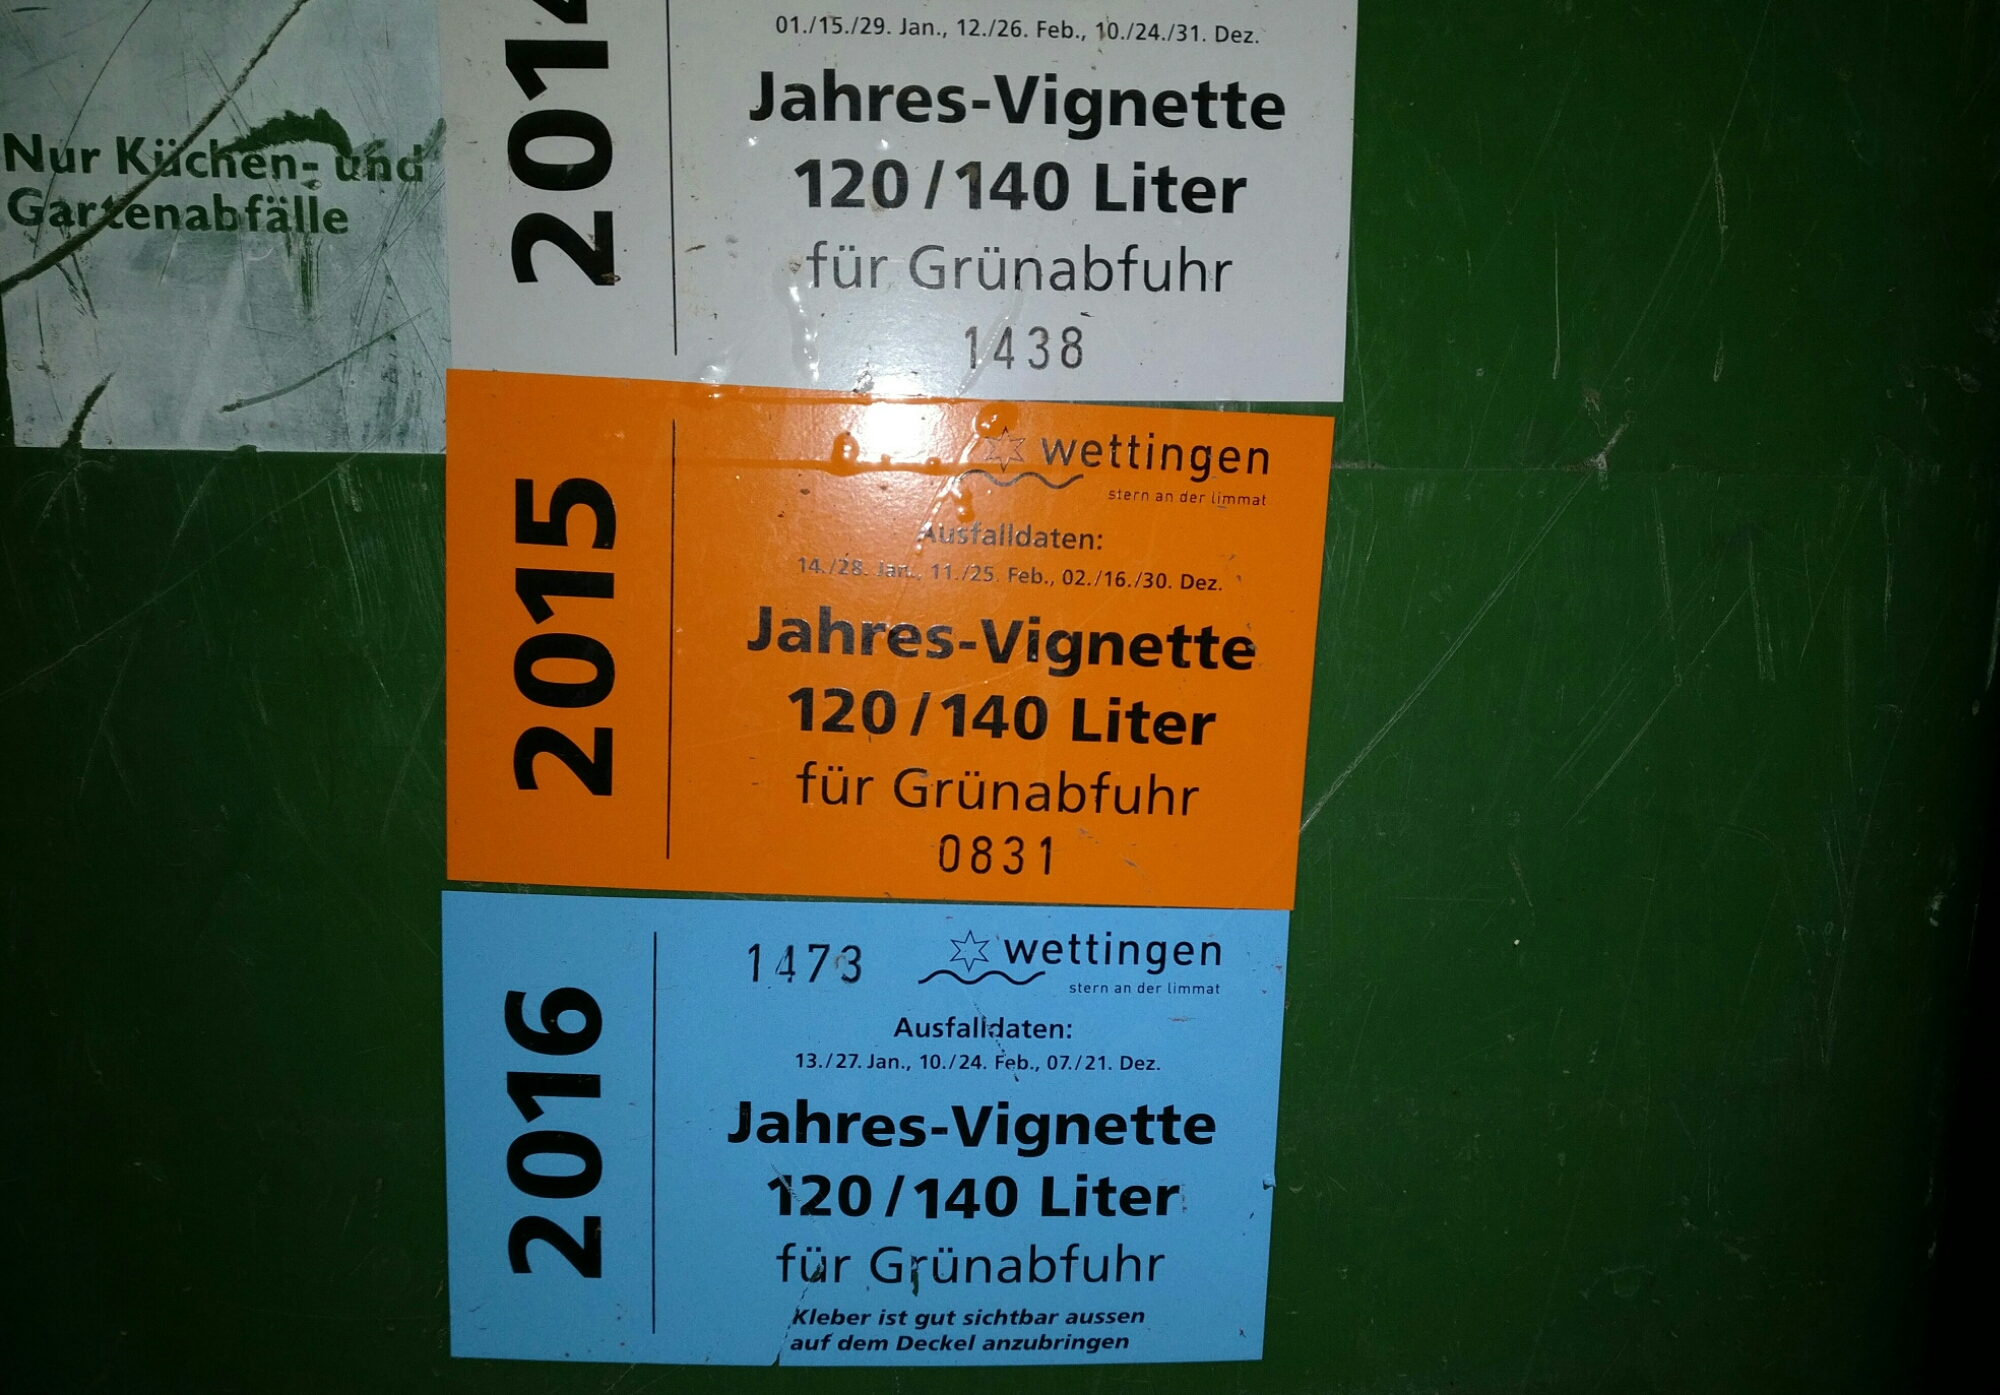 Nur Küchen- und
Gartenabfälle
2014
01./15./29. Jan., 12./26. Feb., 10./24./31. Dez.
Jahres-Vignette
120/140 Liter
für Grünabfuhr
1438
2015
wettingen
stern an der limmat
Ausfalldaten:
14./28. Jan., 11./25. Feb., 02./16./30. Dez.
Jahres-Vignette
120/140 Liter
für Grünabfuhr
0831
2016
1473
wettingen
stern an der limmat
Ausfalldaten:
13./27. Jan., 10./24. Feb., 07./21. Dez.
Jahres-Vignette
120/140 Liter
für Grünabfuhr
Kleber ist gut sichtbar aussen
auf dem Deckel anzubringen